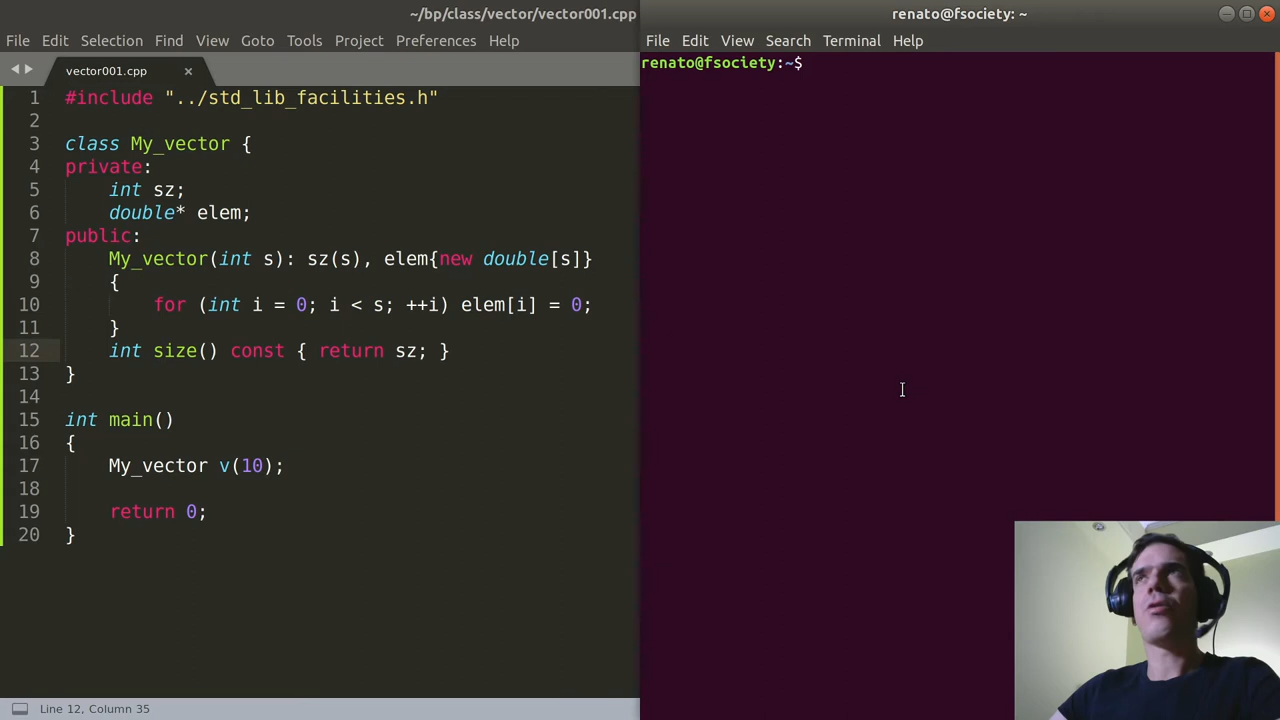 ~/bp/class/vector/vector001.cpp
File Edit Selection Find View Goto Tools Project Preferences Help
vector001.cpp ×
1 #include "../std_lib_facilities.h"
2
3 class My_vector {
4 private:
5     int sz;
6     double* elem;
7 public:
8     My_vector(int s): sz(s), elem{new double[s]}
9     {
10         for (int i = 0; i < s; ++i) elem[i] = 0;
11     }
12     int size() const { return sz; }
13 }
14
15 int main()
16 {
17     My_vector v(10);
18
19     return 0;
20 }
Line 12, Column 35
renato@fsociety: ~
File Edit View Search Terminal Help
renato@fsociety:~$